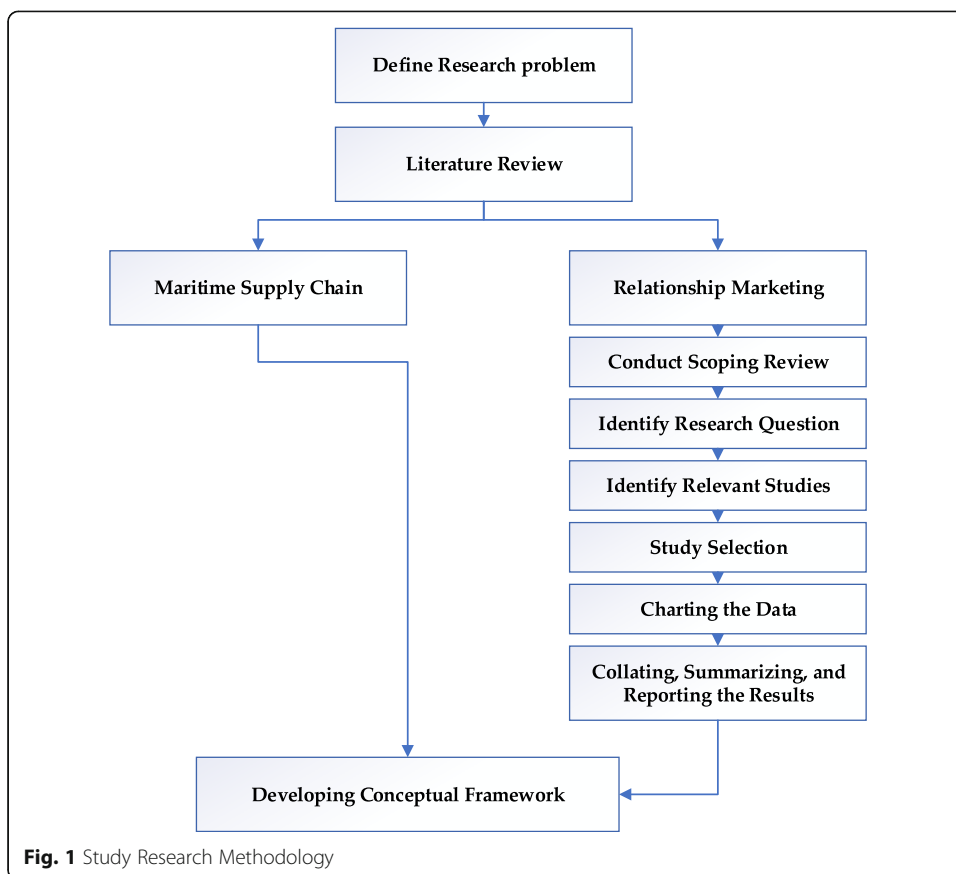 Define Research problem
Literature Review
Maritime Supply Chain
Relationship Marketing
Conduct Scoping Review
Identify Research Question
Identify Relevant Studies
Study Selection
Charting the Data
Collating, Summarizing, and
Reporting the Results
Developing Conceptual Framework
Fig. 1 Study Research Methodology